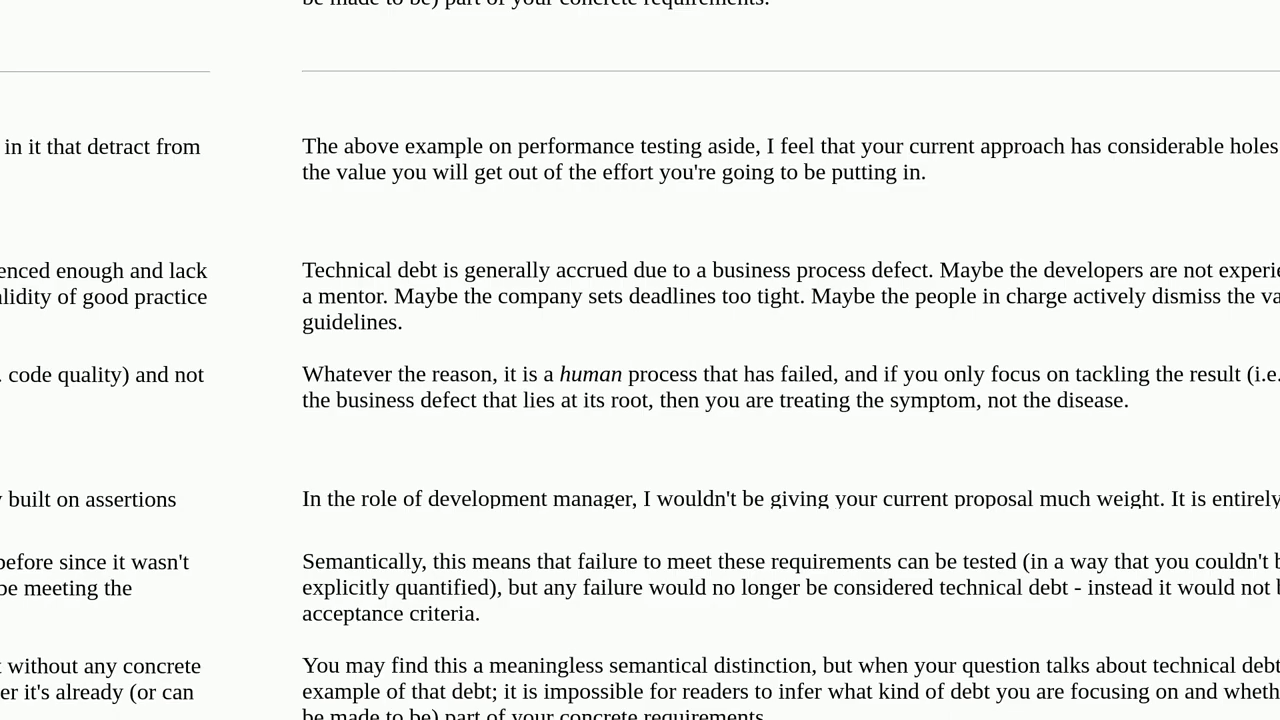 in it that detract from
enced enough and lack
lidity of good practice
. code quality) and not
built on assertions
before since it wasn't
be meeting the
without any concrete
er it's already (or can
be made to be) part of your concrete requirements.
The above example on performance testing aside, I feel that your current approach has considerable holes
the value you will get out of the effort you're going to be putting in.
Technical debt is generally accrued due to a business process defect. Maybe the developers are not experie
a mentor. Maybe the company sets deadlines too tight. Maybe the people in charge actively dismiss the va
guidelines.
Whatever the reason, it is a human process that has failed, and if you only focus on tackling the result (i.e.
the business defect that lies at its root, then you are treating the symptom, not the disease.
In the role of development manager, I wouldn't be giving your current proposal much weight. It is entirely
Semantically, this means that failure to meet these requirements can be tested (in a way that you couldn't b
explicitly quantified), but any failure would no longer be considered technical debt - instead it would not b
acceptance criteria.
You may find this a meaningless semantical distinction, but when your question talks about technical debt
example of that debt; it is impossible for readers to infer what kind of debt you are focusing on and wheth
be made to be) part of your concrete requirements.